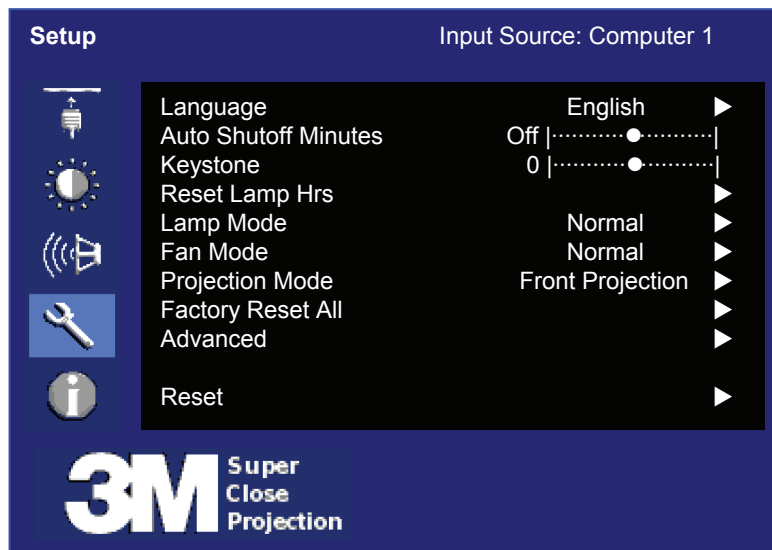 Setup Input Source: Computer 1
Language English ▶
Auto Shutoff Minutes Off |··········●··········|
Keystone 0 |··········●··········|
Reset Lamp Hrs ▶
Lamp Mode Normal ▶
Fan Mode Normal ▶
Projection Mode Front Projection ▶
Factory Reset All ▶
Advanced ▶
Reset ▶
3M Super
Close
Projection